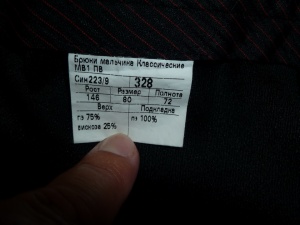 Брюки мальчика Классические
МВ1 ПВ
Син223/9 328
Рост Размер Полнота
146 80 72
Верх Подкладка
пэ 75% пэ 100%
вискоза 25%